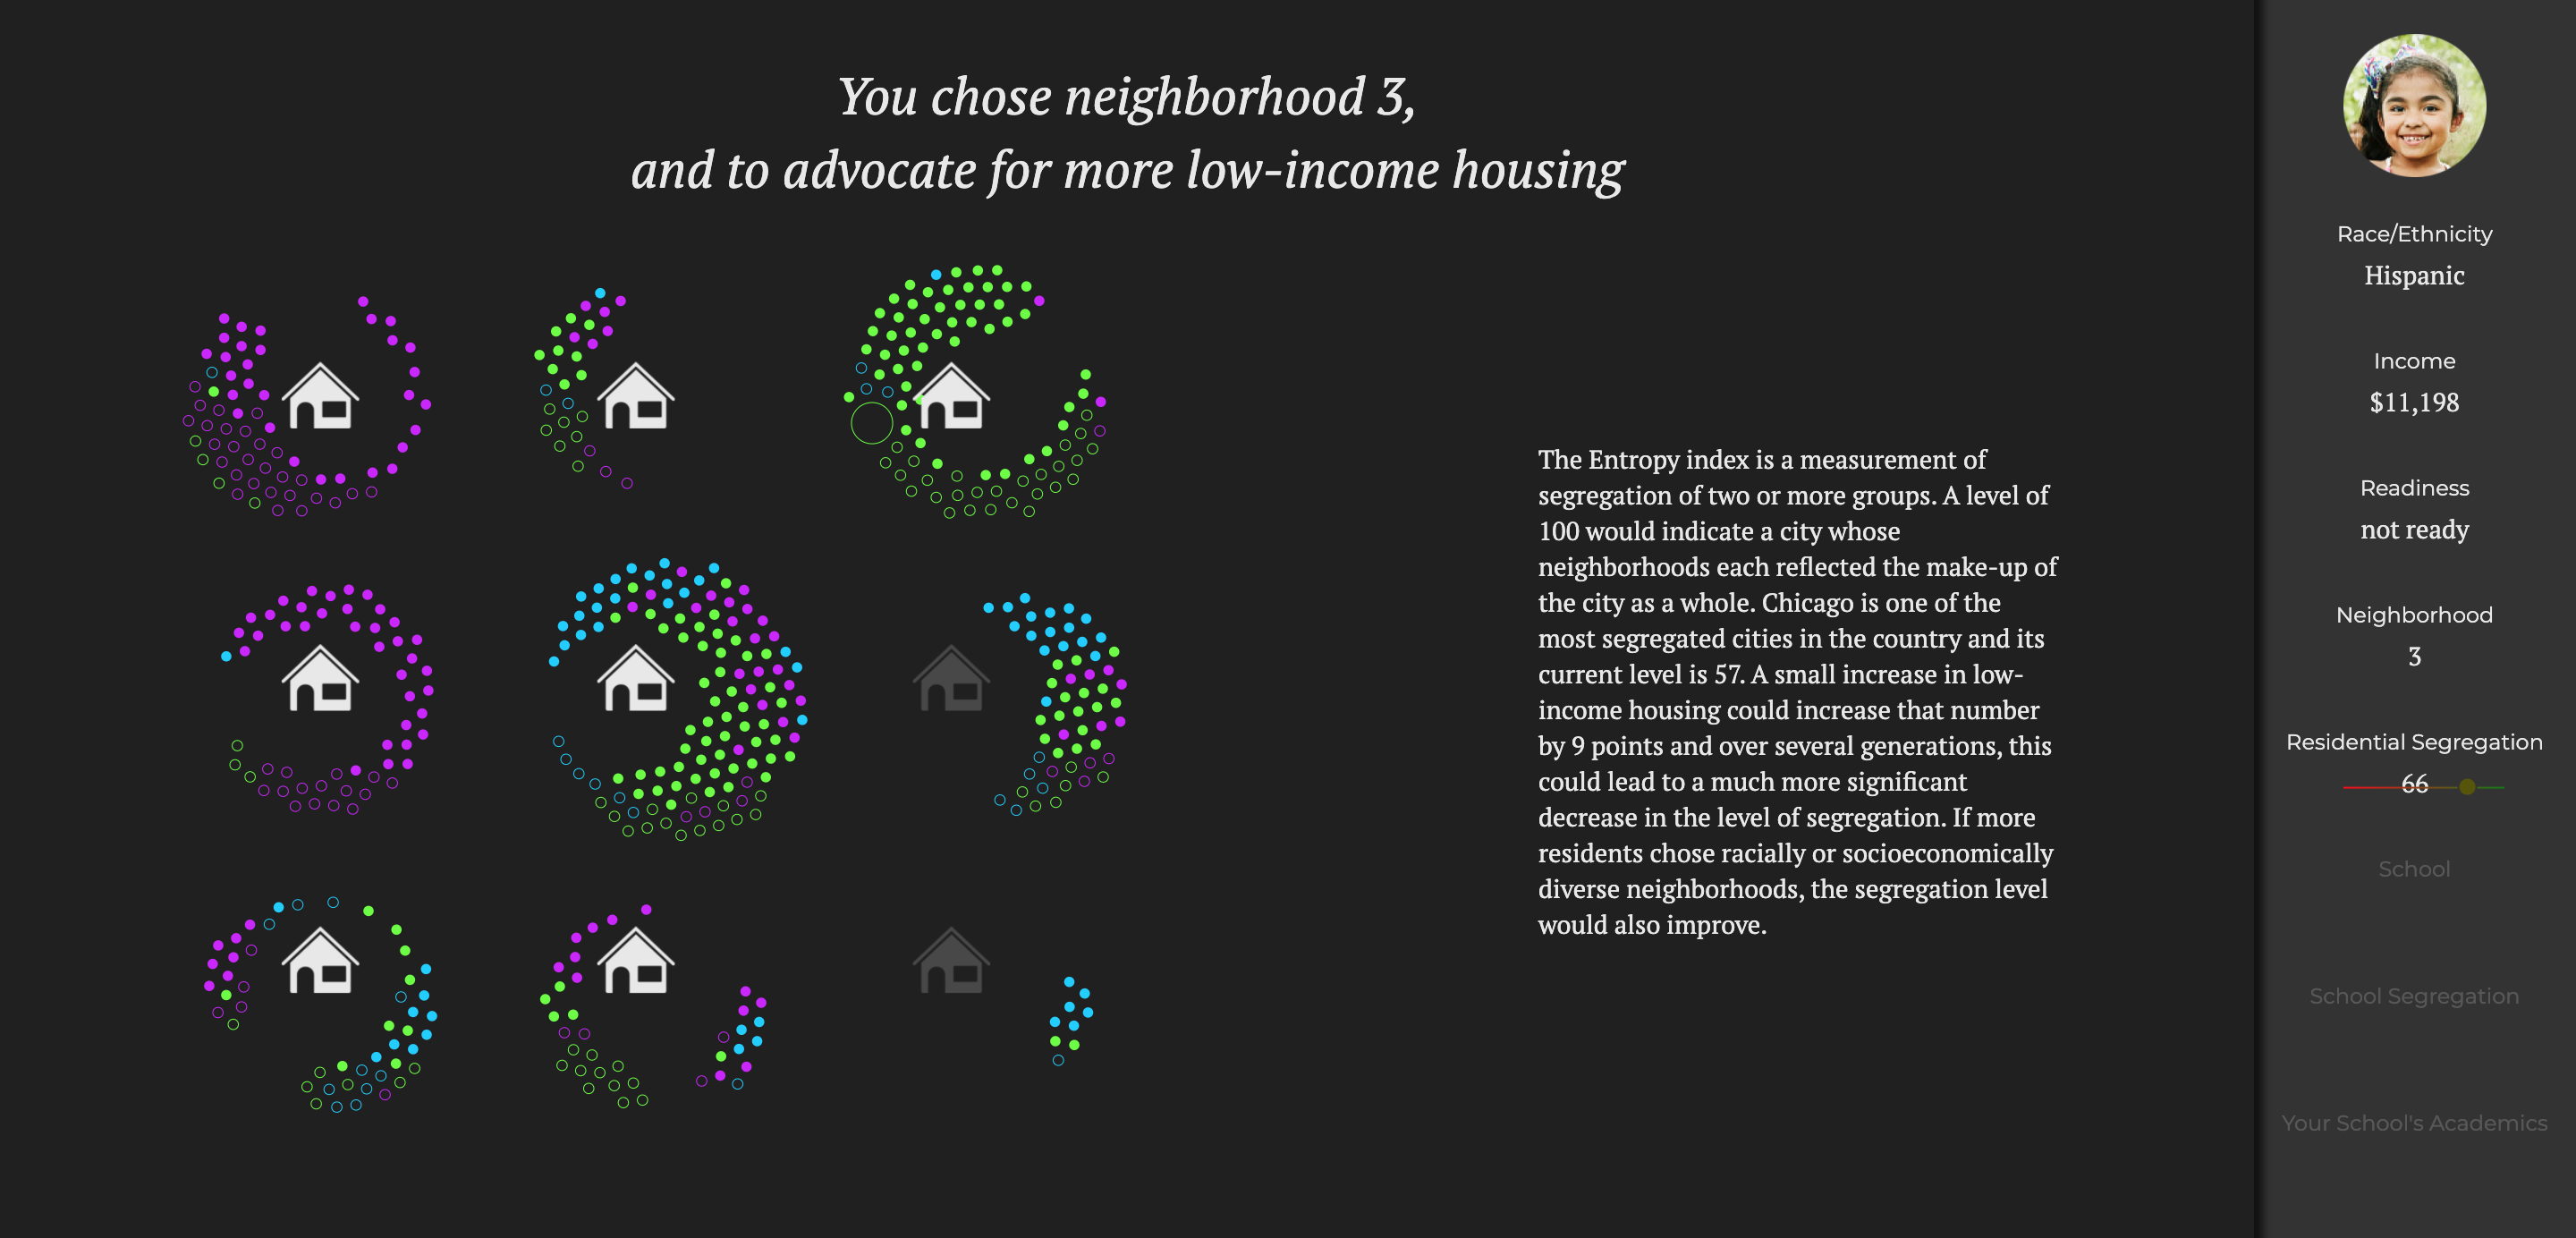 You chose neighborhood 3,
and to advocate for more low-income housing
The Entropy index is a measurement of
segregation of two or more groups. A level of
100 would indicate a city whose
neighborhoods each reflected the make-up of
the city as a whole. Chicago is one of the
most segregated cities in the country and its
current level is 57. A small increase in low-
income housing could increase that number
by 9 points and over several generations, this
could lead to a much more significant
decrease in the level of segregation. If more
residents chose racially or socioeconomically
diverse neighborhoods, the segregation level
would also improve.
Race/Ethnicity
Hispanic
Income
$11,198
Readiness
not ready
Neighborhood
3
Residential Segregation
66
School
School Segregation
Your School's Academics